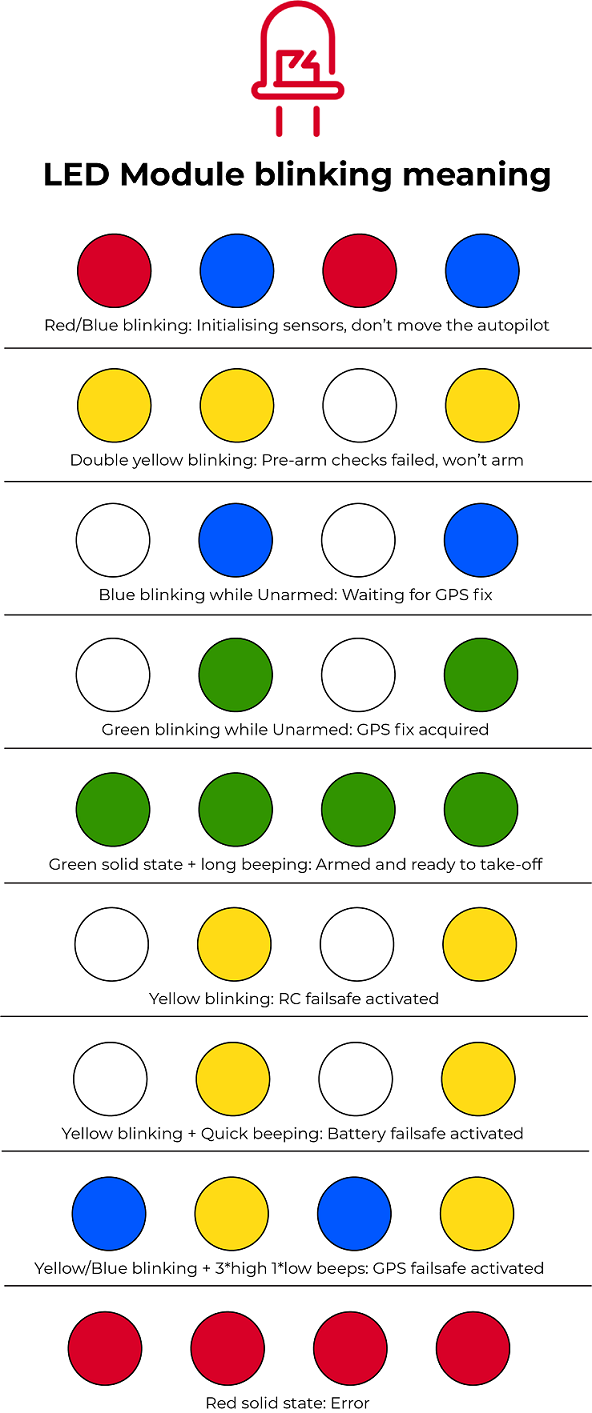 LED Module blinking meaning
Red/Blue blinking: Initialising sensors, don’t move the autopilot
Double yellow blinking: Pre-arm checks failed, won’t arm
Blue blinking while Unarmed: Waiting for GPS fix
Green blinking while Unarmed: GPS fix acquired
Green solid state + long beeping: Armed and ready to take-off
Yellow blinking: RC failsafe activated
Yellow blinking + Quick beeping: Battery failsafe activated
Yellow/Blue blinking + 3*high 1*low beeps: GPS failsafe activated
Red solid state: Error